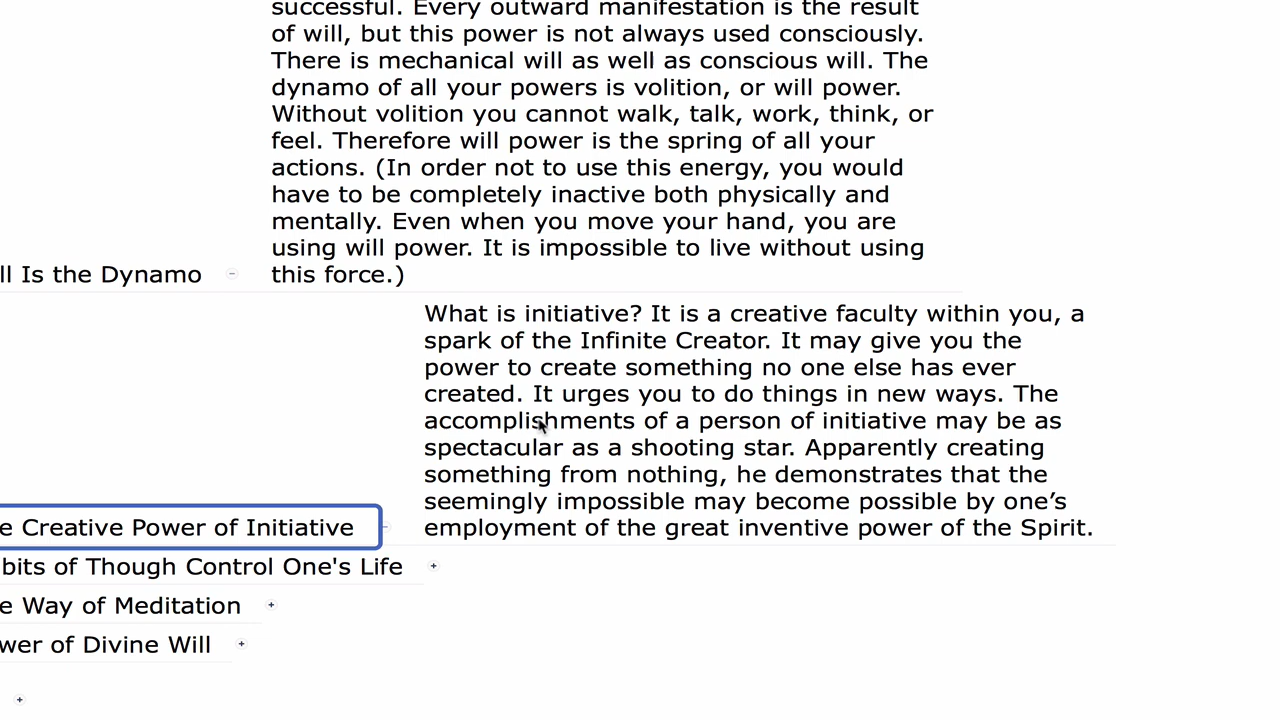 successful. Every outward manifestation is the result
of will, but this power is not always used consciously.
There is mechanical will as well as conscious will. The
dynamo of all your powers is volition, or will power.
Without volition you cannot walk, talk, work, think, or
feel. Therefore will power is the spring of all your
actions. (In order not to use this energy, you would
have to be completely inactive both physically and
mentally. Even when you move your hand, you are
using will power. It is impossible to live without using
this force.)
ll Is the Dynamo
What is initiative? It is a creative faculty within you, a
spark of the Infinite Creator. It may give you the
power to create something no one else has ever
created. It urges you to do things in new ways. The
accomplishments of a person of initiative may be as
spectacular as a shooting star. Apparently creating
something from nothing, he demonstrates that the
seemingly impossible may become possible by one’s
employment of the great inventive power of the Spirit.
e Creative Power of Initiative
bits of Though Control One's Life
e Way of Meditation
wer of Divine Will